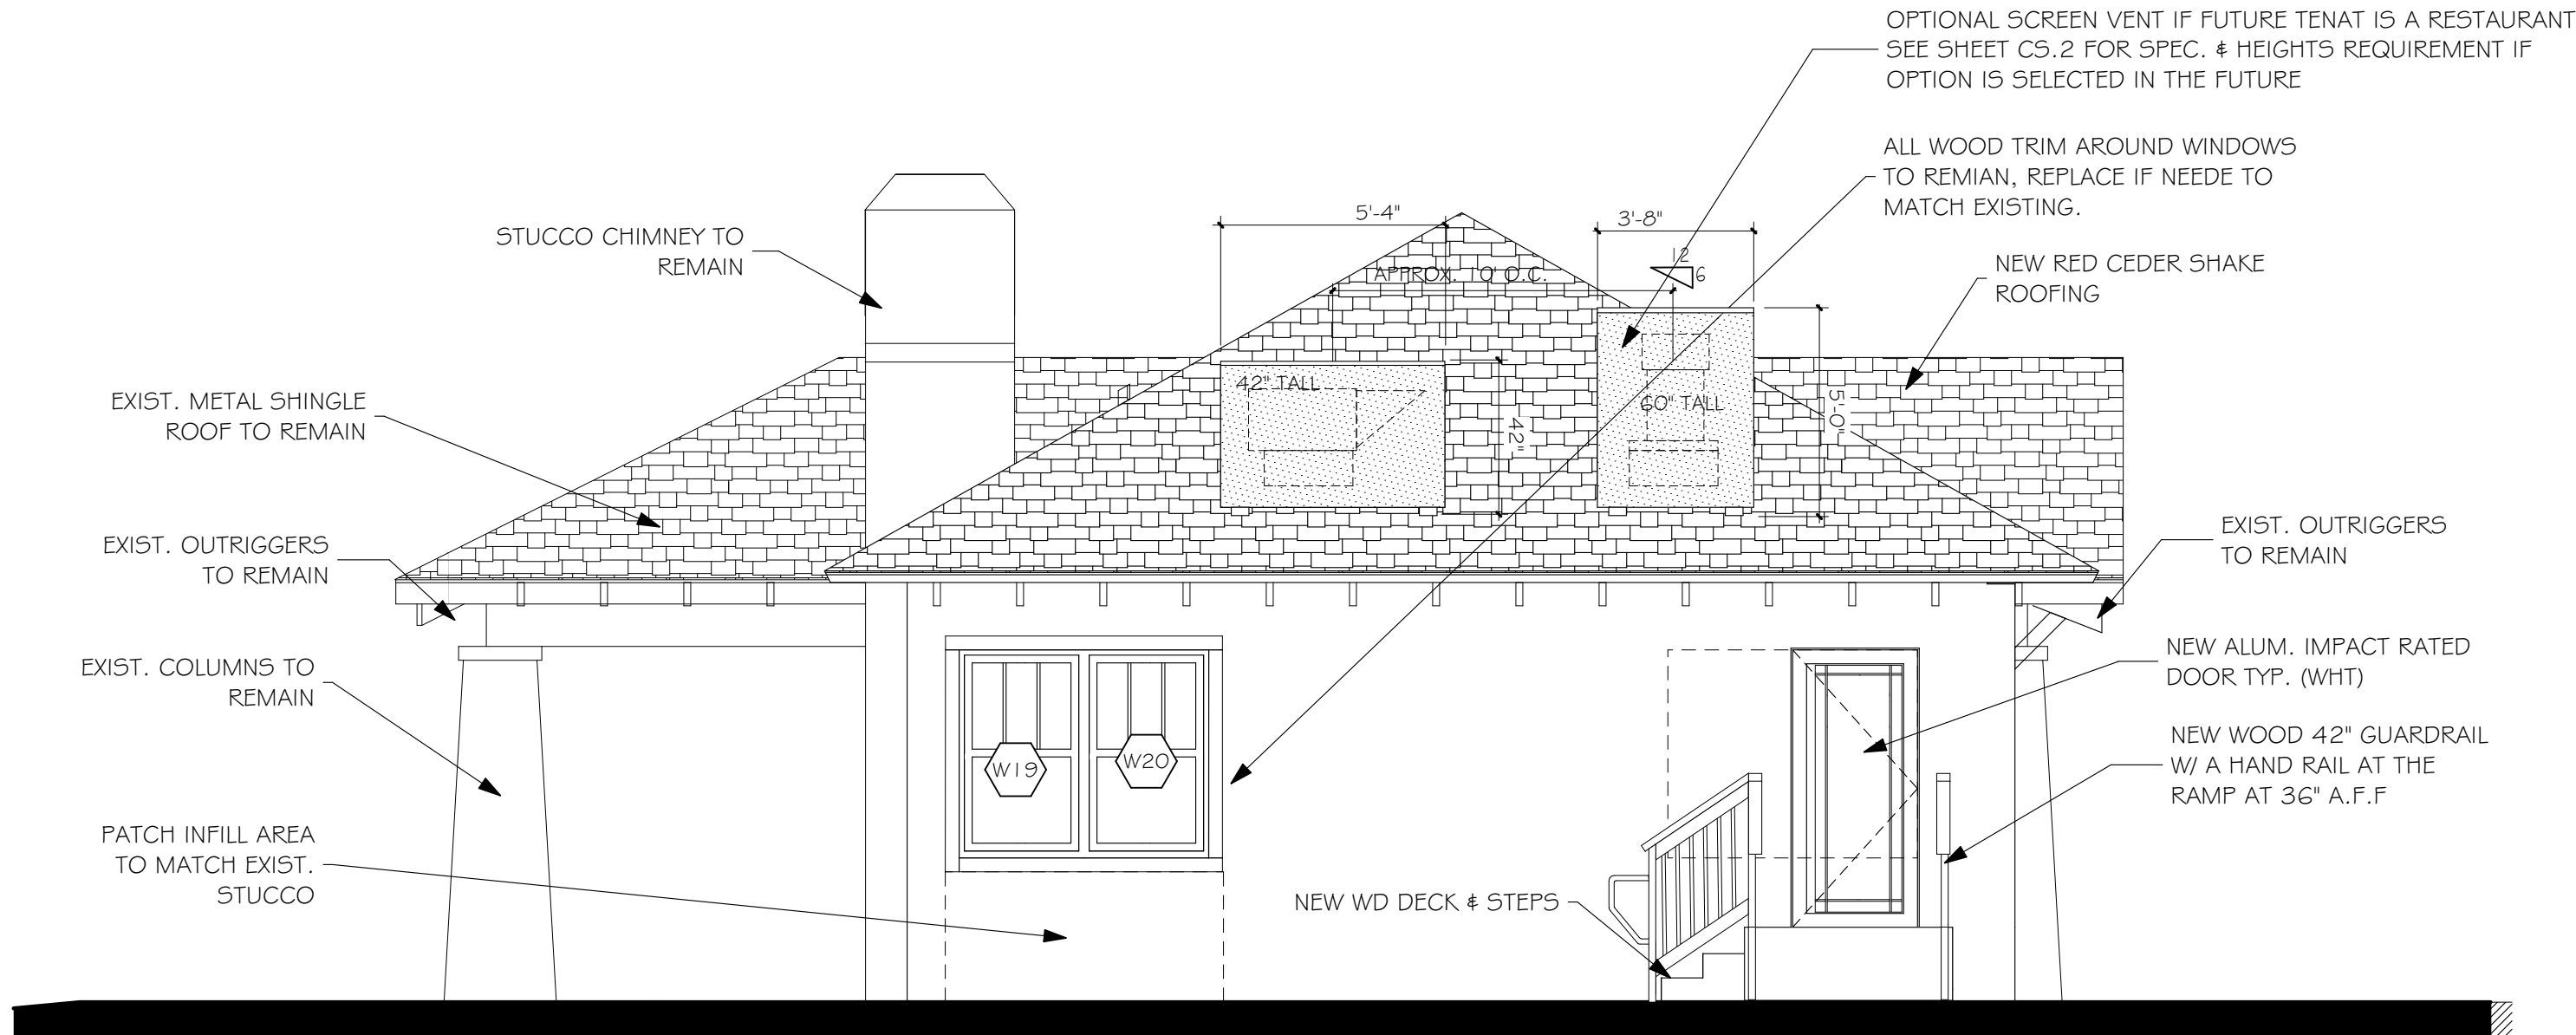 OPTIONAL SCREEN VENT IF FUTURE TENAT IS A RESTAURANT
SEE SHEET CS.2 FOR SPEC. & HEIGHTS REQUIREMENT IF
OPTION IS SELECTED IN THE FUTURE
ALL WOOD TRIM AROUND WINDOWS
TO REMIAN, REPLACE IF NEEDE TO
MATCH EXISTING.
STUCCO CHIMNEY TO
REMAIN
5'-4"
3'-8"
12
6
APPROX. 10' O.C.
NEW RED CEDER SHAKE
ROOFING
EXIST. METAL SHINGLE
ROOF TO REMAIN
42" TALL
42"
60" TALL
5'-0"
EXIST. OUTRIGGERS
TO REMAIN
EXIST. OUTRIGGERS
TO REMAIN
EXIST. COLUMNS TO
REMAIN
NEW ALUM. IMPACT RATED
DOOR TYP. (WHT)
W19
W20
NEW WOOD 42" GUARDRAIL
W/ A HAND RAIL AT THE
RAMP AT 36" A.F.F
PATCH INFILL AREA
TO MATCH EXIST.
STUCCO
NEW WD DECK & STEPS